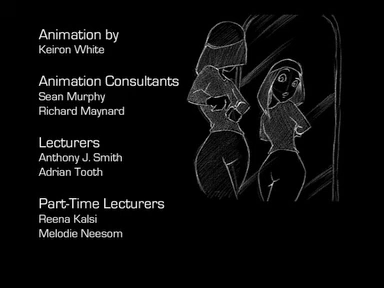 Animation by
Keiron White
Animation Consultants
Sean Murphy
Richard Maynard
Lecturers
Anthony J. Smith
Adrian Tooth
Part-Time Lecturers
Reena Kalsi
Melodie Neesom